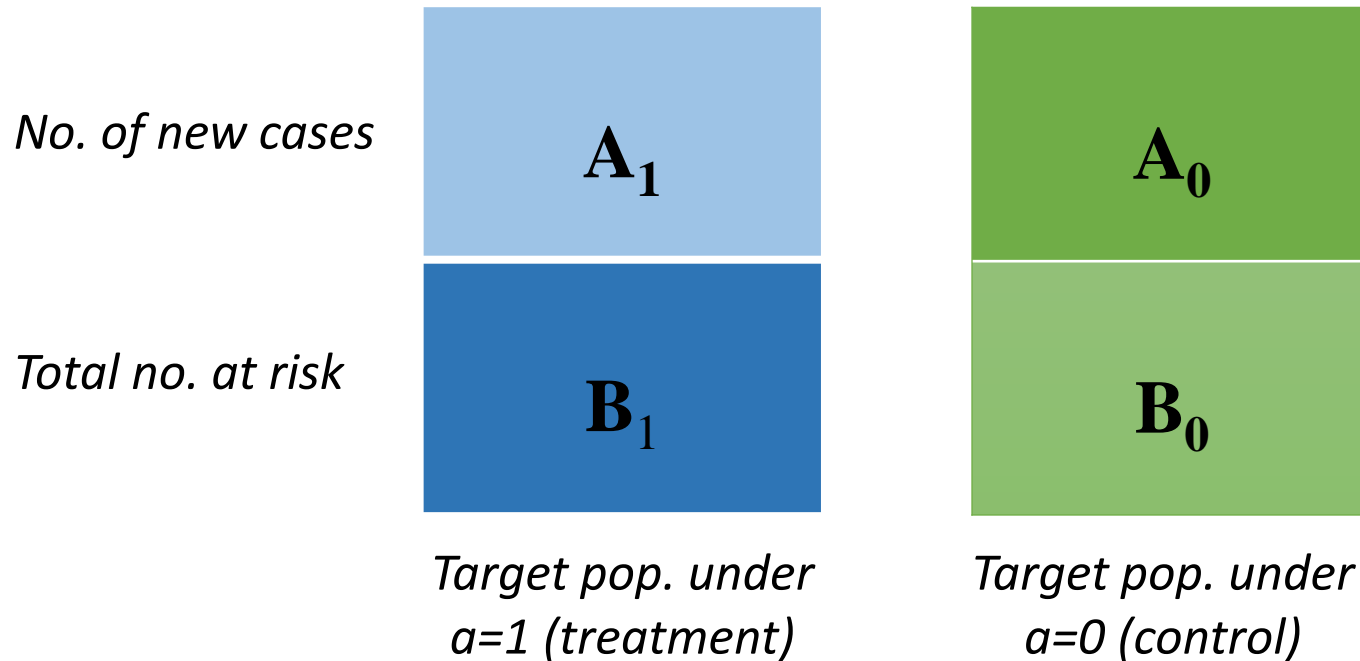 No. of new cases
A₁
A₀
Total no. at risk
B₁
B₀
Target pop. under
a=1 (treatment)
Target pop. under
a=0 (control)